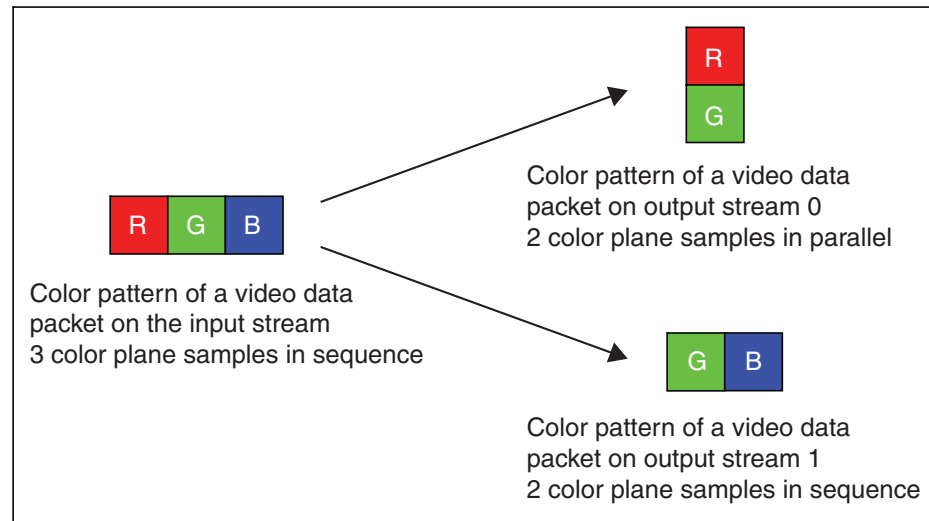 R G B
Color pattern of a video data
packet on the input stream
3 color plane samples in sequence
R
G
Color pattern of a video data
packet on output stream 0
2 color plane samples in parallel
G B
Color pattern of a video data
packet on output stream 1
2 color plane samples in sequence